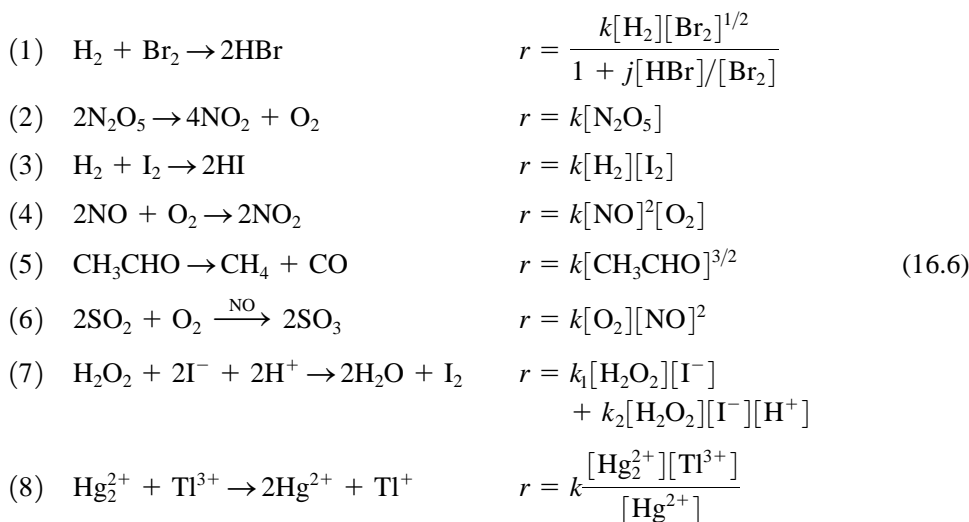 (1) H₂ + Br₂ → 2HBr r = k[H₂][Br₂]^{1/2} / (1 + j[HBr]/[Br₂])
(2) 2N₂O₅ → 4NO₂ + O₂ r = k[N₂O₅]
(3) H₂ + I₂ → 2HI r = k[H₂][I₂]
(4) 2NO + O₂ → 2NO₂ r = k[NO]²[O₂]
(5) CH₃CHO → CH₄ + CO r = k[CH₃CHO]^{3/2} (16.6)
(6) 2SO₂ + O₂ →^{NO} 2SO₃ r = k[O₂][NO]²
(7) H₂O₂ + 2I⁻ + 2H⁺ → 2H₂O + I₂ r = k₁[H₂O₂][I⁻]
+ k₂[H₂O₂][I⁻][H⁺]
(8) Hg₂²⁺ + Tl³⁺ → 2Hg²⁺ + Tl⁺ r = k [Hg₂²⁺][Tl³⁺] / [Hg²⁺]